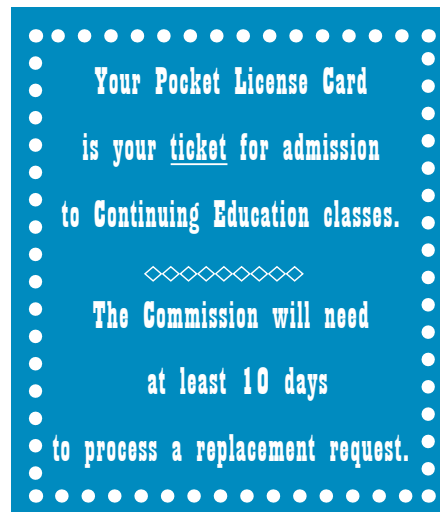 Your Pocket License Card
is your ticket for admission
to Continuing Education classes.
The Commission will need
at least 10 days
to process a replacement request.